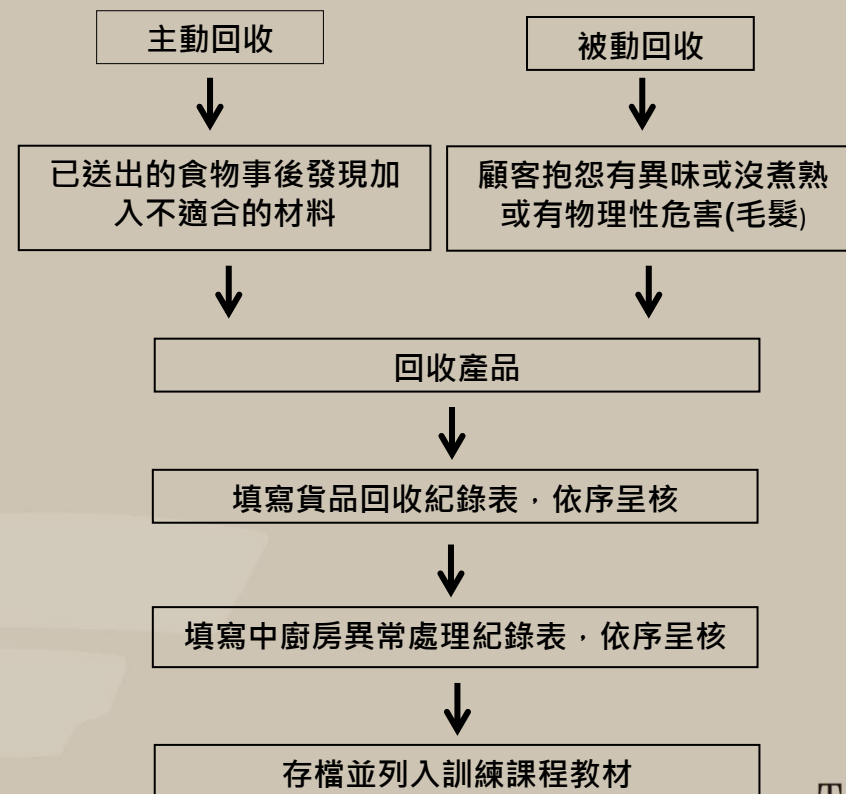 主動回收
被動回收
已送出的食物事後發現加
入不適合的材料
顧客抱怨有異味或沒煮熟
或有物理性危害(毛髮)
回收產品
填寫貨品回收紀錄表，依序呈核
填寫中廚房異常處理紀錄表，依序呈核
存檔並列入訓練課程教材